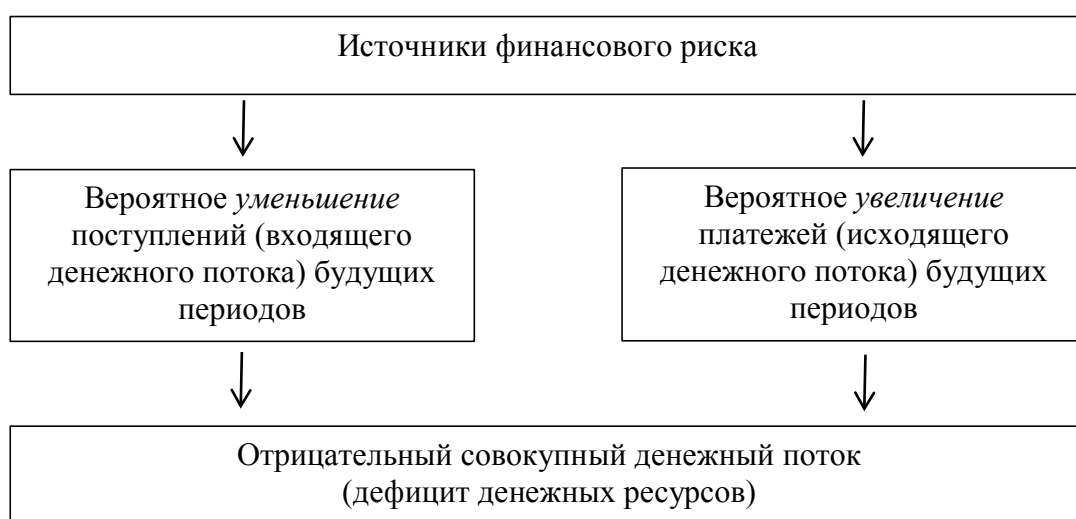 Источники финансового риска
Вероятное уменьшение
поступлений (входящего
денежного потока) будущих
периодов
Вероятное увеличение
платежей (исходящего
денежного потока) будущих
периодов
Отрицательный совокупный денежный поток
(дефицит денежных ресурсов)